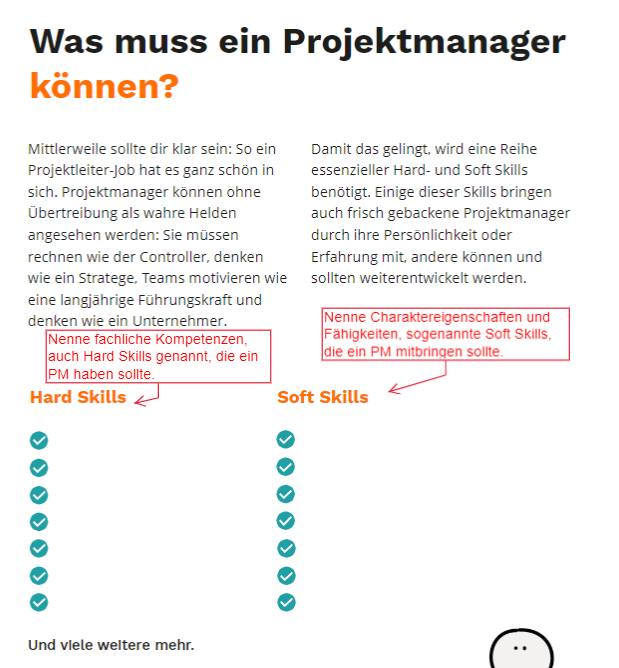 Was muss ein Projektmanager
können?
Mittlerweile sollte dir klar sein: So ein
Projektleiter-Job hat es ganz schön in
sich. Projektmanager können ohne
Übertreibung als wahre Helden
angesehen werden: Sie müssen
rechnen wie der Controller, denken
wie ein Stratege, Teams motivieren wie
eine langjährige Führungskraft und
denken wie ein Unternehmer.
Damit das gelingt, wird eine Reihe
essenzieller Hard- und Soft Skills
benötigt. Einige dieser Skills bringen
auch frisch gebackene Projektmanager
durch ihre Persönlichkeit oder
Erfahrung mit, andere können und
sollten weiterentwickelt werden.
Nenne fachliche Kompetenzen,
auch Hard Skills genannt, die ein
PM haben sollte.
Nenne Charaktereigenschaften und
Fähigkeiten, sogenannte Soft Skills,
die ein PM mitbringen sollte.
Hard Skills
Soft Skills
Und viele weitere mehr.